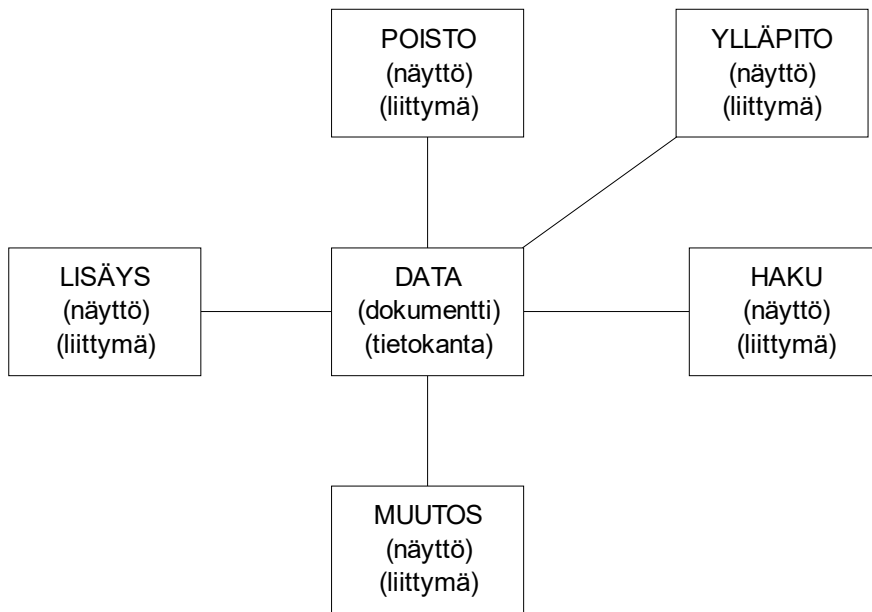 POISTO
(näyttö)
(liittymä)
YLLÄPITO
(näyttö)
(liittymä)
LISÄYS
(näyttö)
(liittymä)
DATA
(dokumentti)
(tietokanta)
HAKU
(näyttö)
(liittymä)
MUUTOS
(näyttö)
(liittymä)